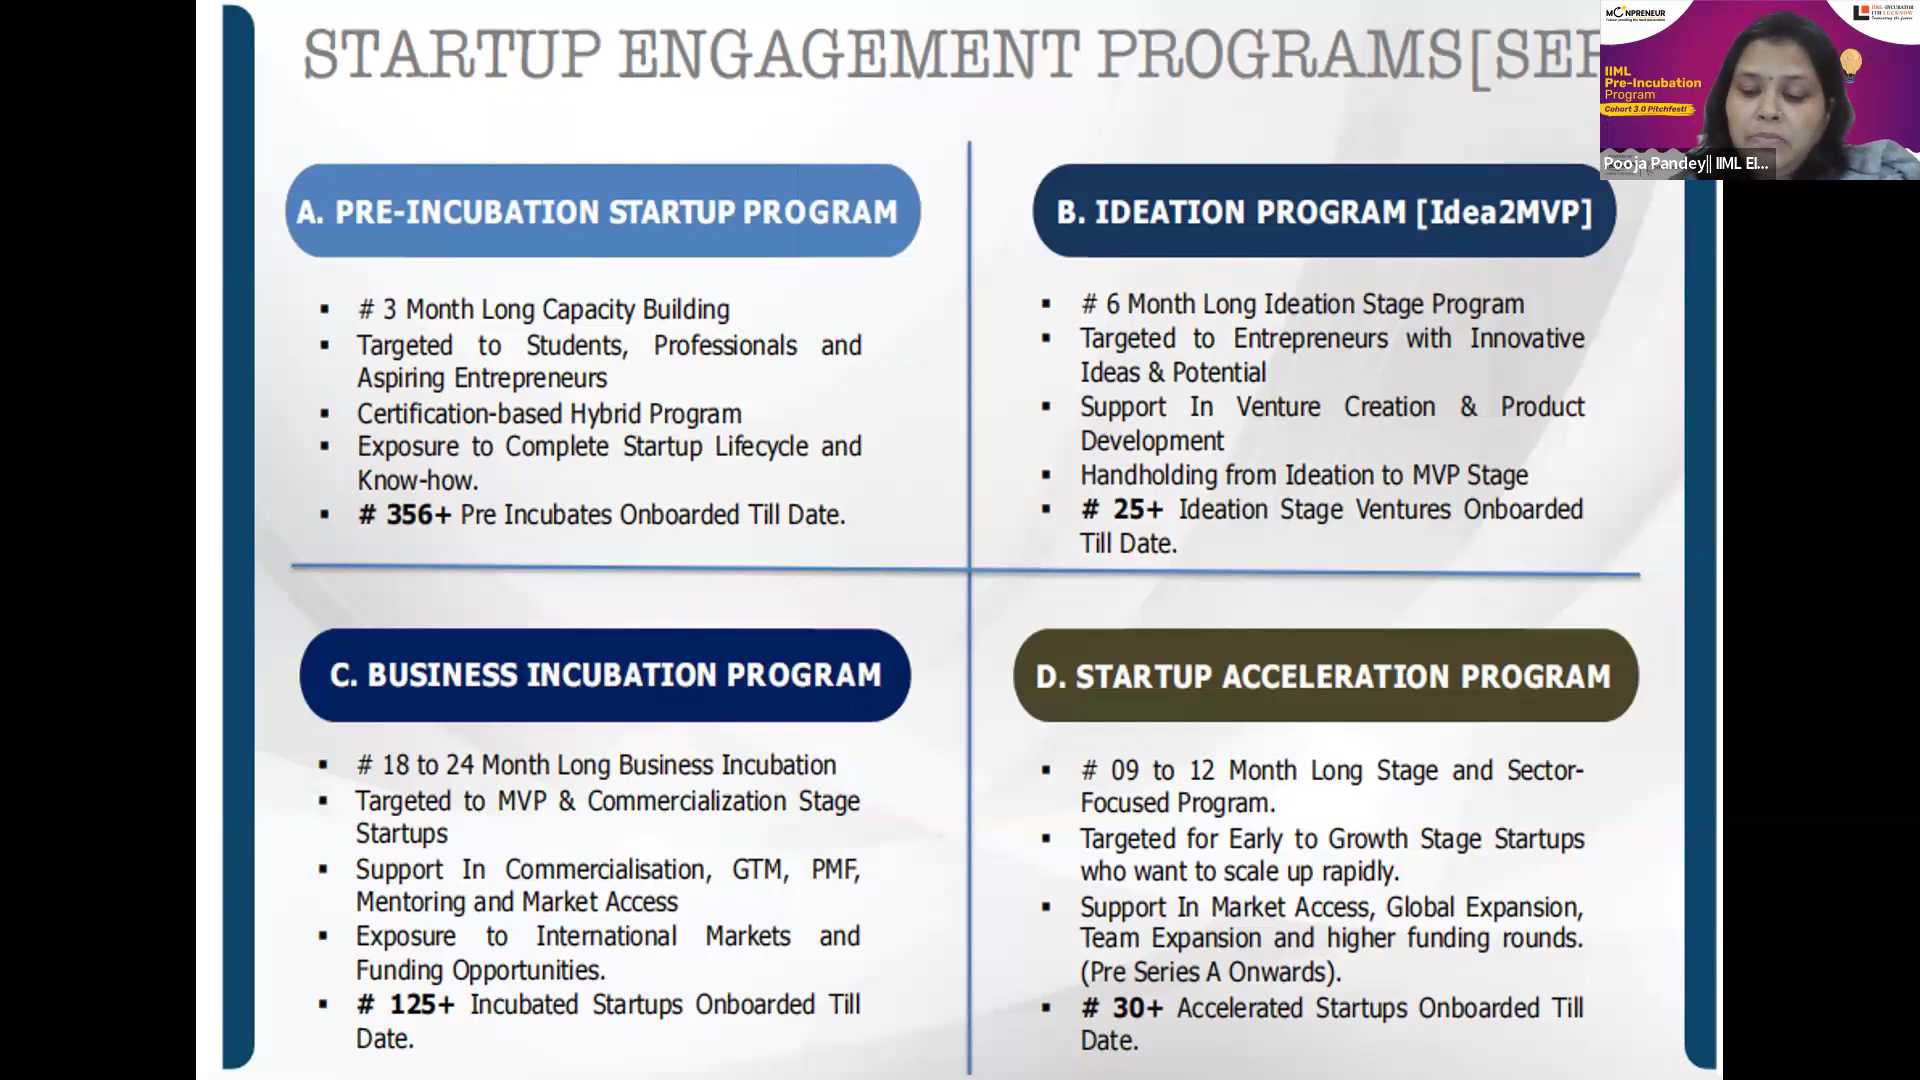 STARTUP ENGAGEMENT PROGRAMS[SEP
A. PRE-INCUBATION STARTUP PROGRAM
▪ # 3 Month Long Capacity Building
▪ Targeted to Students, Professionals and
Aspiring Entrepreneurs
▪ Certification-based Hybrid Program
▪ Exposure to Complete Startup Lifecycle and
Know-how.
▪ # 356+ Pre Incubates Onboarded Till Date.
B. IDEATION PROGRAM [Idea2MVP]
▪ # 6 Month Long Ideation Stage Program
▪ Targeted to Entrepreneurs with Innovative
Ideas & Potential
▪ Support In Venture Creation & Product
Development
▪ Handholding from Ideation to MVP Stage
▪ # 25+ Ideation Stage Ventures Onboarded
Till Date.
C. BUSINESS INCUBATION PROGRAM
▪ # 18 to 24 Month Long Business Incubation
▪ Targeted to MVP & Commercialization Stage
Startups
▪ Support In Commercialisation, GTM, PMF,
Mentoring and Market Access
▪ Exposure to International Markets and
Funding Opportunities.
▪ # 125+ Incubated Startups Onboarded Till
Date.
D. STARTUP ACCELERATION PROGRAM
▪ # 09 to 12 Month Long Stage and Sector-
Focused Program.
▪ Targeted for Early to Growth Stage Startups
who want to scale up rapidly.
▪ Support In Market Access, Global Expansion,
Team Expansion and higher funding rounds.
(Pre Series A Onwards).
▪ # 30+ Accelerated Startups Onboarded Till
Date.
MOONPRENEUR
IIML
Pre-Incubation
Program
Cohort 3.0 Pitchfest!
Pooja Pandey|| IIML EI...